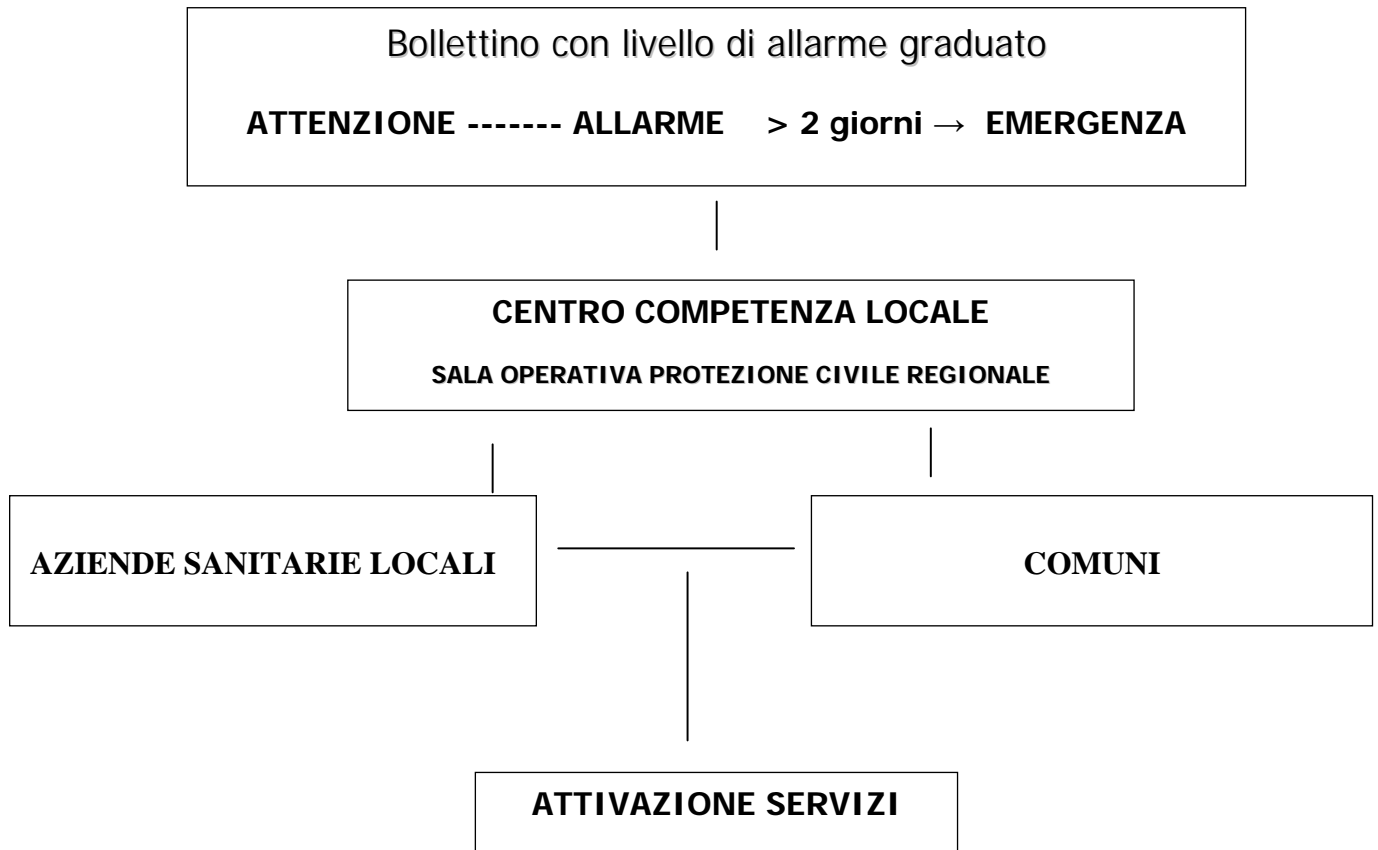 Bollettino con livello di allarme graduato
ATTENZIONE ------- ALLARME > 2 giorni → EMERGENZA
CENTRO COMPETENZA LOCALE
SALA OPERATIVA PROTEZIONE CIVILE REGIONALE
AZIENDE SANITARIE LOCALI
COMUNI
ATTIVAZIONE SERVIZI